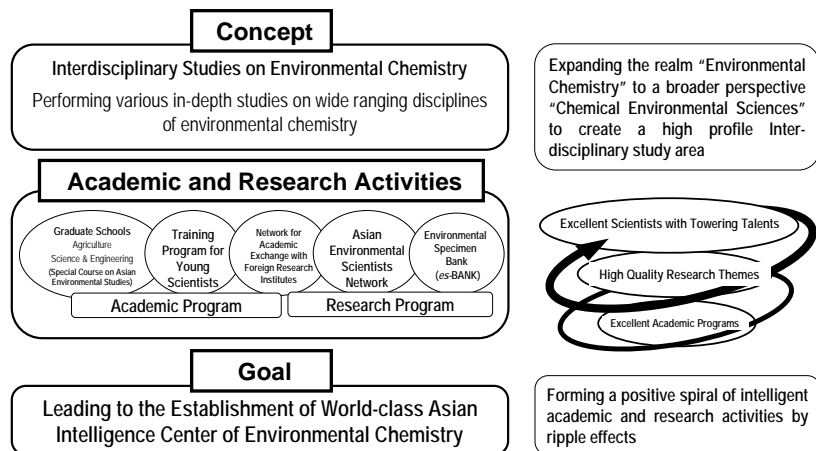 Concept
Interdisciplinary Studies on Environmental Chemistry
Performing various in-depth studies on wide ranging disciplines
of environmental chemistry
Expanding the realm “Environmental
Chemistry” to a broader perspective
“Chemical Environmental Sciences”
to create a high profile Inter-
disciplinary study area
Academic and Research Activities
Graduate Schools
Agriculture
Science & Engineering
(Special Course on Asian
Environmental Studies)
Training
Program for
Young
Scientists
Network for
Academic
Exchange with
Foreign Research
Institutes
Asian
Environmental
Scientists
Network
Environmental
Specimen
Bank
(es-BANK)
Academic Program
Research Program
Excellent Scientists with Towering Talents
High Quality Research Themes
Excellent Academic Programs
Goal
Leading to the Establishment of World-class Asian
Intelligence Center of Environmental Chemistry
Forming a positive spiral of intelligent
academic and research activities by
ripple effects